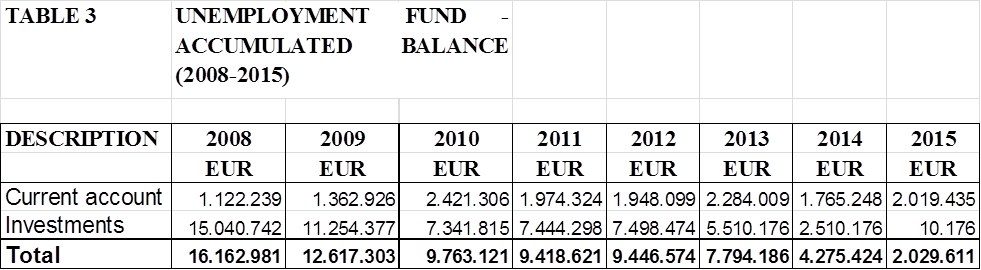 TABLE 3 UNEMPLOYMENT FUND -
ACCUMULATED BALANCE
(2008-2015)
DESCRIPTION 2008 2009 2010 2011 2012 2013 2014 2015
EUR EUR EUR EUR EUR EUR EUR EUR
Current account 1.122.239 1.362.926 2.421.306 1.974.324 1.948.099 2.284.009 1.765.248 2.019.435
Investments 15.040.742 11.254.377 7.341.815 7.444.298 7.498.474 5.510.176 2.510.176 10.176
Total 16.162.981 12.617.303 9.763.121 9.418.621 9.446.574 7.794.186 4.275.424 2.029.611